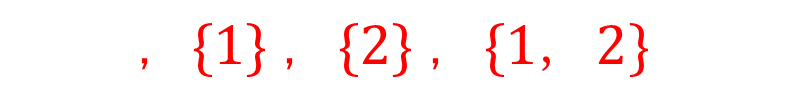 , {1}, {2}, {1, 2}